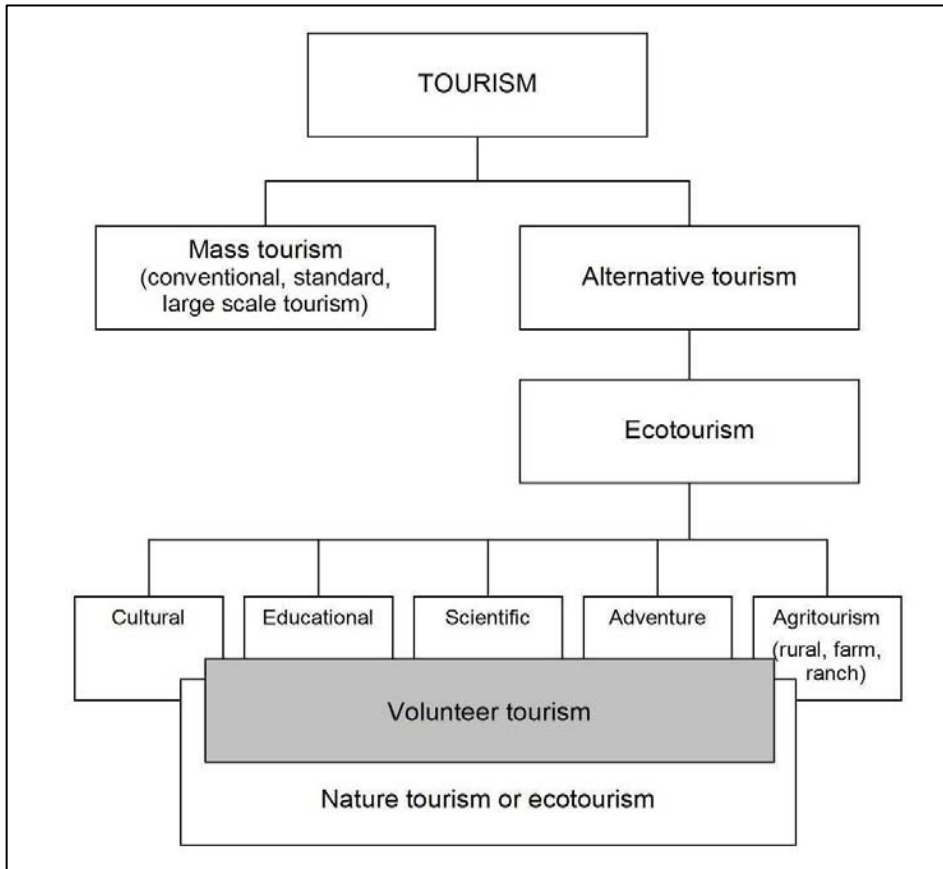 TOURISM
Mass tourism
(conventional, standard,
large scale tourism)
Alternative tourism
Ecotourism
Cultural
Educational
Scientific
Adventure
Agritourism
(rural, farm,
ranch)
Volunteer tourism
Nature tourism or ecotourism